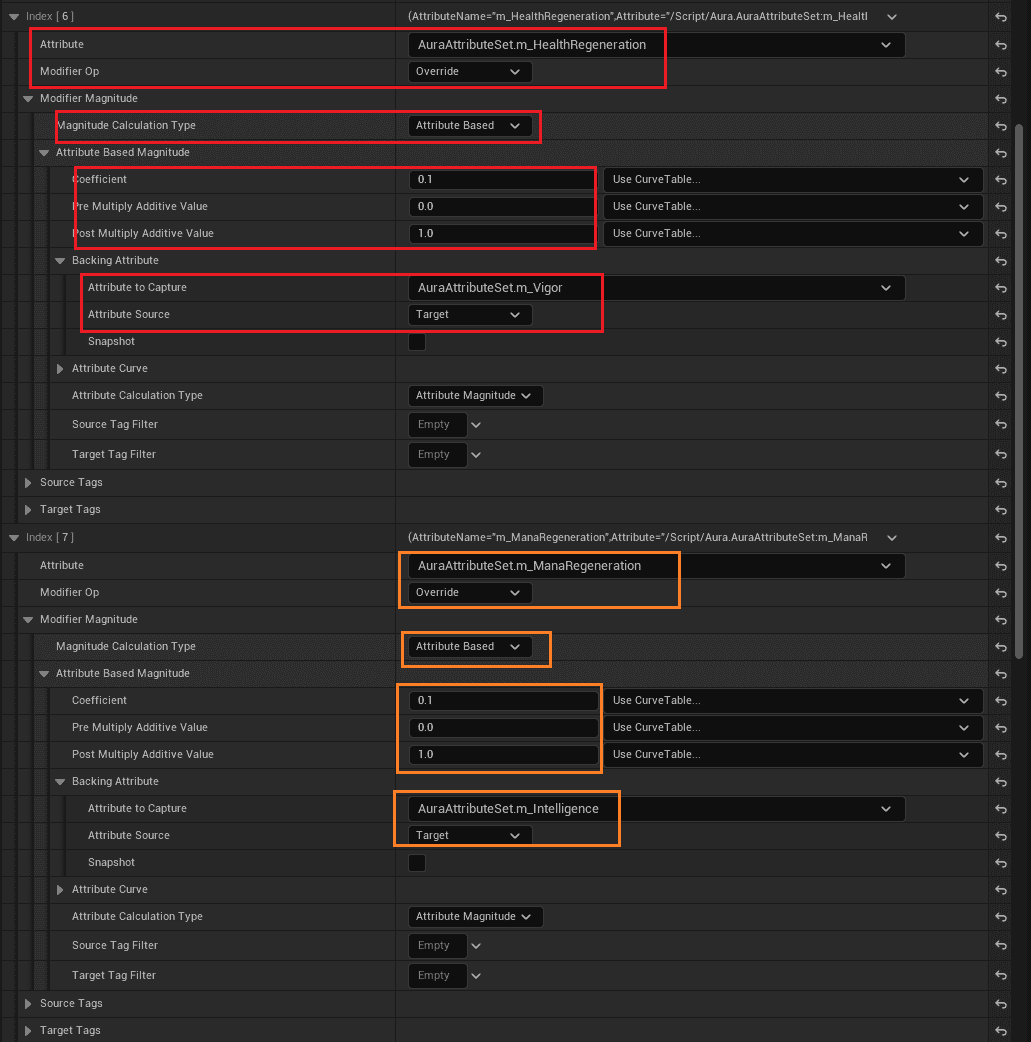 Index [ 6 ] (AttributeName="m_HealthRegeneration",Attribute="/Script/Aura.AuraAttributeSet:m_Healtl
Attribute AuraAttributeSet.m_HealthRegeneration
Modifier Op Override
Modifier Magnitude
Magnitude Calculation Type Attribute Based
Attribute Based Magnitude
Coefficient 0.1 Use CurveTable...
Pre Multiply Additive Value 0.0 Use CurveTable...
Post Multiply Additive Value 1.0 Use CurveTable...
Backing Attribute
Attribute to Capture AuraAttributeSet.m_Vigor
Attribute Source Target
Snapshot
Attribute Curve
Attribute Calculation Type Attribute Magnitude
Source Tag Filter Empty
Target Tag Filter Empty
Source Tags
Target Tags
Index [ 7 ] (AttributeName="m_ManaRegeneration",Attribute="/Script/Aura.AuraAttributeSet:m_ManaR
Attribute AuraAttributeSet.m_ManaRegeneration
Modifier Op Override
Modifier Magnitude
Magnitude Calculation Type Attribute Based
Attribute Based Magnitude
Coefficient 0.1 Use CurveTable...
Pre Multiply Additive Value 0.0 Use CurveTable...
Post Multiply Additive Value 1.0 Use CurveTable...
Backing Attribute
Attribute to Capture AuraAttributeSet.m_Intelligence
Attribute Source Target
Snapshot
Attribute Curve
Attribute Calculation Type Attribute Magnitude
Source Tag Filter Empty
Target Tag Filter Empty
Source Tags
Target Tags